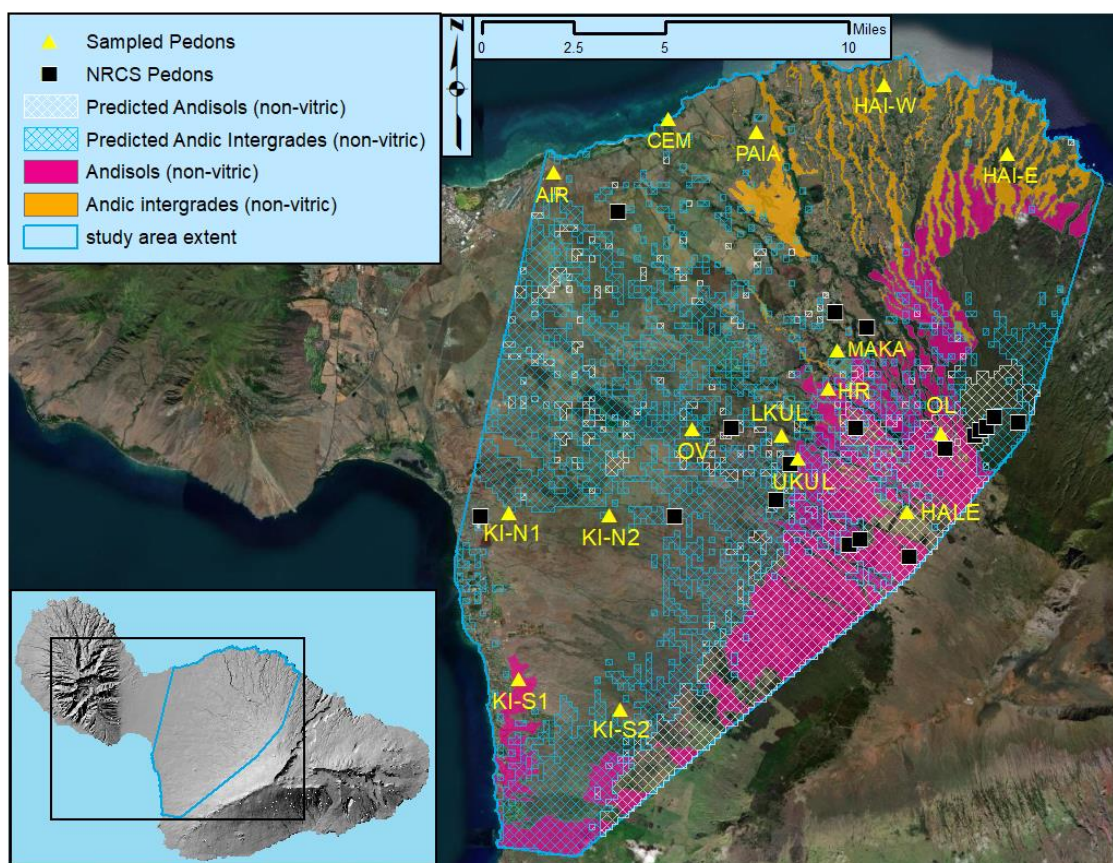 Sampled Pedons
NRCS Pedons
Predicted Andisols (non-vitric)
Predicted Andic Intergrades (non-vitric)
Andisols (non-vitric)
Andic intergrades (non-vitric)
study area extent
N
Miles
0 2.5 5 10
HAI-W
CEM
PAIA
HAI-E
AIR
MAKA
HR
LKUL
OL
OV
UKUL
HALE
KI-N1
KI-N2
KI-S1
KI-S2